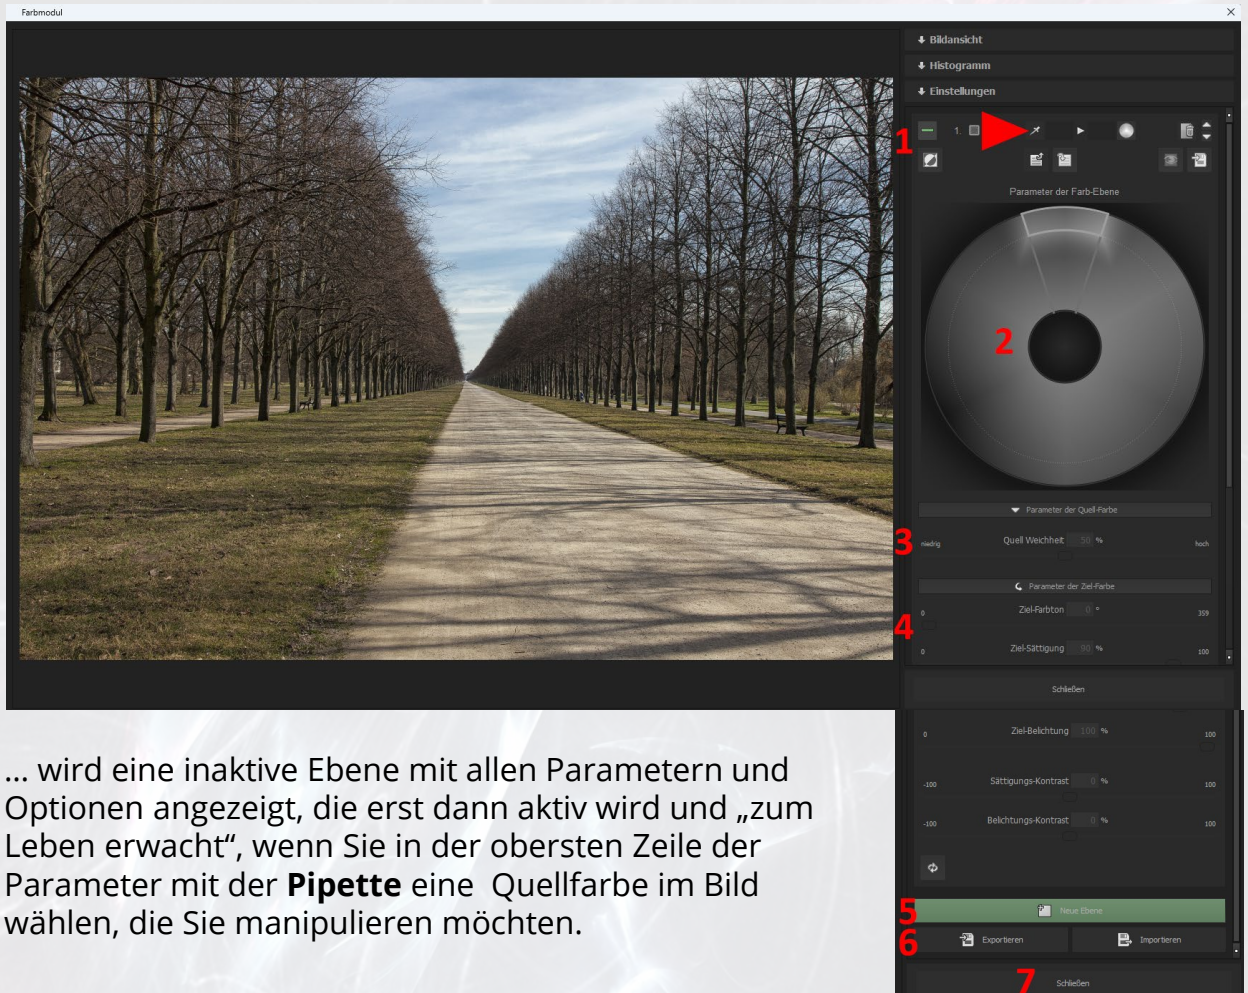 Farbmodul
Bildansicht
Histogramm
Einstellungen
1
1.
Parameter der Farb-Ebene
2
Parameter der Quell-Farbe
3
niedrig Quell Weichheit 50 % hoch
Parameter der Ziel-Farbe
0 Ziel-Farbton 0 ° 359
4
0 Ziel-Sättigung 90 % 100
Schließen
0 Ziel-Belichtung 100 % 100
-100 Sättigungs-Kontrast 0 % 100
-100 Belichtungs-Kontrast 0 % 100
5 Neue Ebene
6 Exportieren Importieren
7 Schließen
... wird eine inaktive Ebene mit allen Parametern und
Optionen angezeigt, die erst dann aktiv wird und „zum
Leben erwacht“, wenn Sie in der obersten Zeile der
Parameter mit der Pipette eine  Quellfarbe im Bild
wählen, die Sie manipulieren möchten.